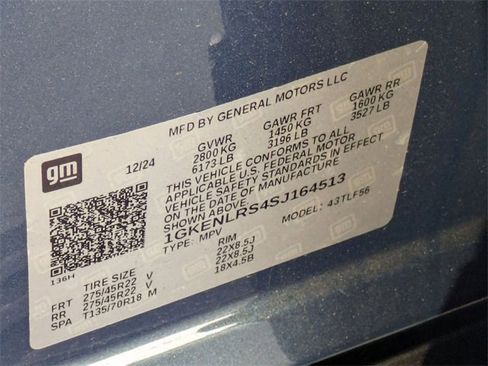 MFD BY GENERAL MOTORS LLC
gm 12/24 GVWR GAWR FRT GAWR RR
2800 KG 1450 KG 1600 KG
6173 LB 3196 LB 3527 LB
THIS VEHICLE CONFORMS TO ALL
APPLICABLE U.S. FEDERAL MOTOR
VEHICLE SAFETY STANDARDS
IN EFFECT ON THE DATE OF MANUFACTURE
SHOWN ABOVE.
1GKENLRS4SJ164513
TYPE: MPV MODEL: 43TLF56
136H
TIRE SIZE RIM
FRT 275/45R22 V 22X8.5J
RR 275/45R22 V 22X8.5J
SPA T135/70R18 M 18X4.5B